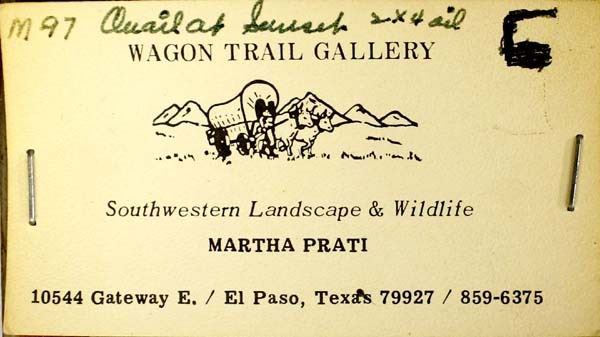 M97 Quail at Sunset 2x4 oil
WAGON TRAIL GALLERY
Southwestern Landscape & Wildlife
MARTHA PRATI
10544 Gateway E. / El Paso, Texas 79927 / 859-6375